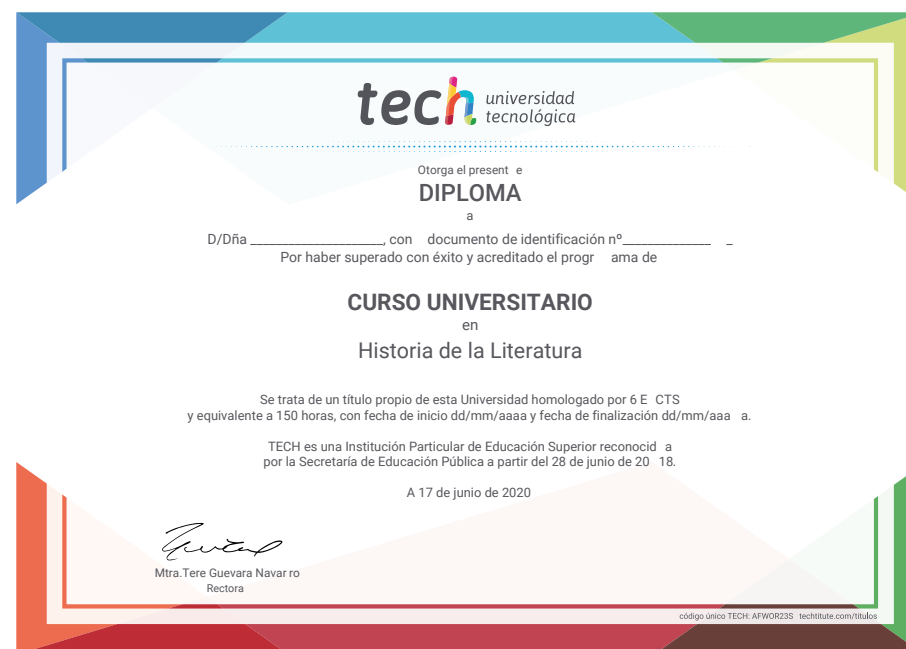 tech universidad
tecnológica
Otorga el present e
DIPLOMA
a
D/Dña ___________________, con documento de identificación nº_____________ _
Por haber superado con éxito y acreditado el progr ama de
CURSO UNIVERSITARIO
en
Historia de la Literatura
Se trata de un título propio de esta Universidad homologado por 6 E CTS
y equivalente a 150 horas, con fecha de inicio dd/mm/aaaa y fecha de finalización dd/mm/aaa a.
TECH es una Institución Particular de Educación Superior reconocid a
por la Secretaría de Educación Pública a partir del 28 de junio de 20 18.
A 17 de junio de 2020
Mtra.Tere Guevara Navar ro
Rectora
código único TECH: AFWOR23S techtitute.com/titulos